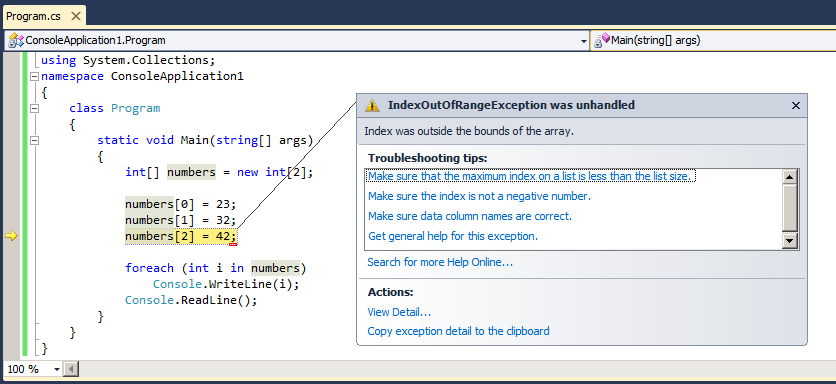 Program.cs
ConsoleApplication1.Program
Main(string[] args)
using System.Collections;
namespace ConsoleApplication1
{
class Program
{
static void Main(string[] args)
{
int[] numbers = new int[2];
numbers[0] = 23;
numbers[1] = 32;
numbers[2] = 42;
foreach (int i in numbers)
Console.WriteLine(i);
Console.ReadLine();
}
}
}
IndexOutOfRangeException was unhandled
Index was outside the bounds of the array.
Troubleshooting tips:
Make sure that the maximum index on a list is less than the list size.
Make sure the index is not a negative number.
Make sure data column names are correct.
Get general help for this exception.
Search for more Help Online...
Actions:
View Detail...
Copy exception detail to the clipboard
100 %